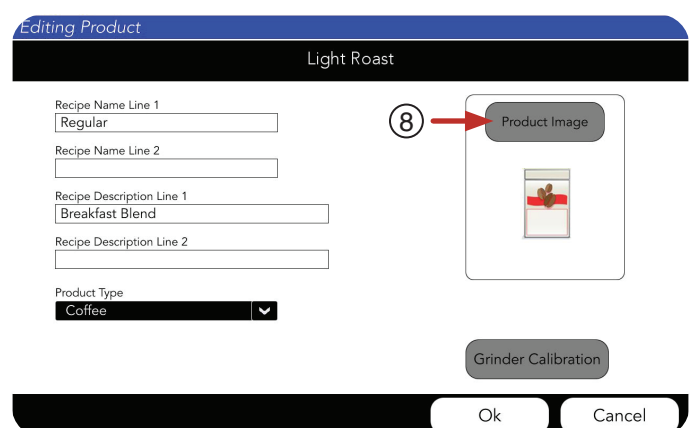 Editing Product
Light Roast
Recipe Name Line 1
Regular
Recipe Name Line 2
Recipe Description Line 1
Breakfast Blend
Recipe Description Line 2
Product Type
Coffee
8
Product Image
Grinder Calibration
Ok
Cancel